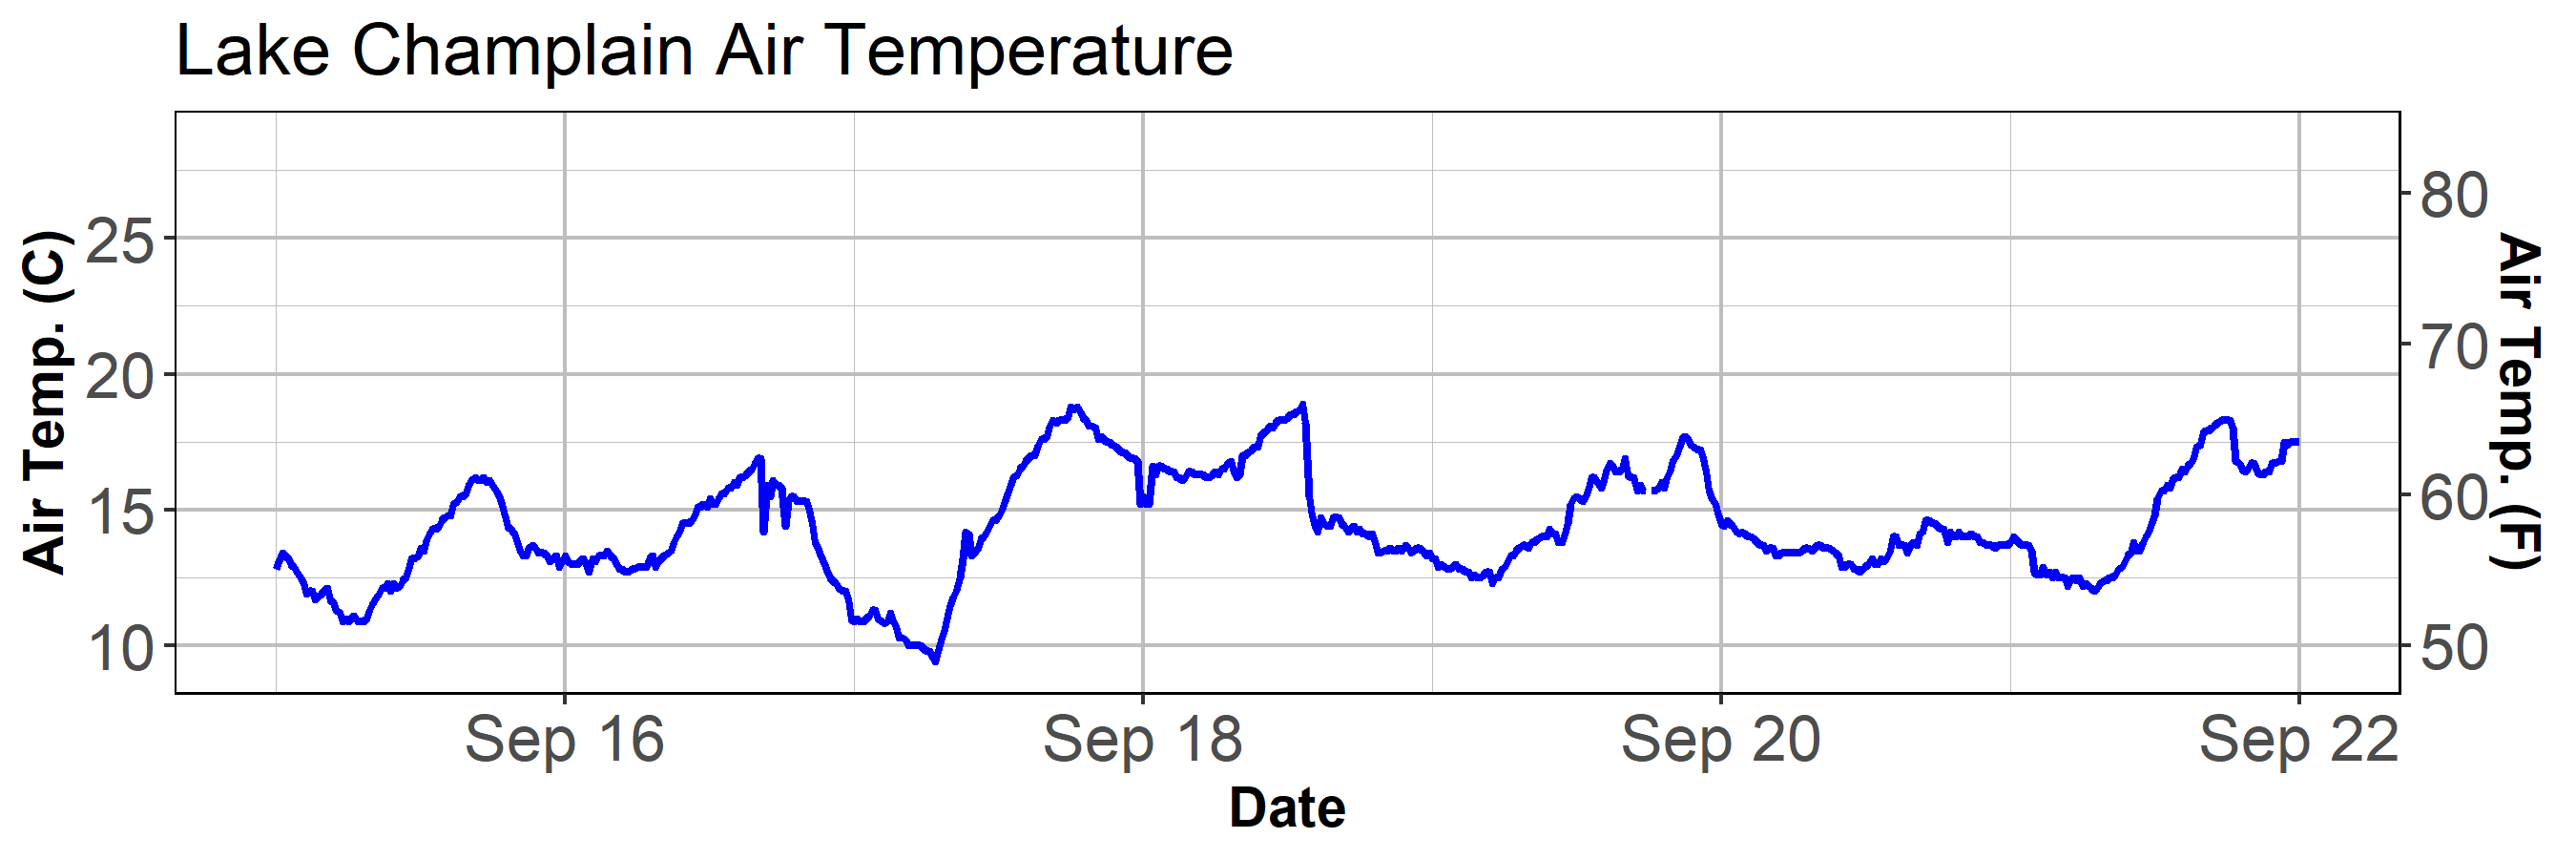 Lake Champlain Air Temperature
Air Temp. (C)
25
20
15
10
80
70
60
50
Air Temp. (F)
Sep 16 Sep 18 Sep 20 Sep 22
Date